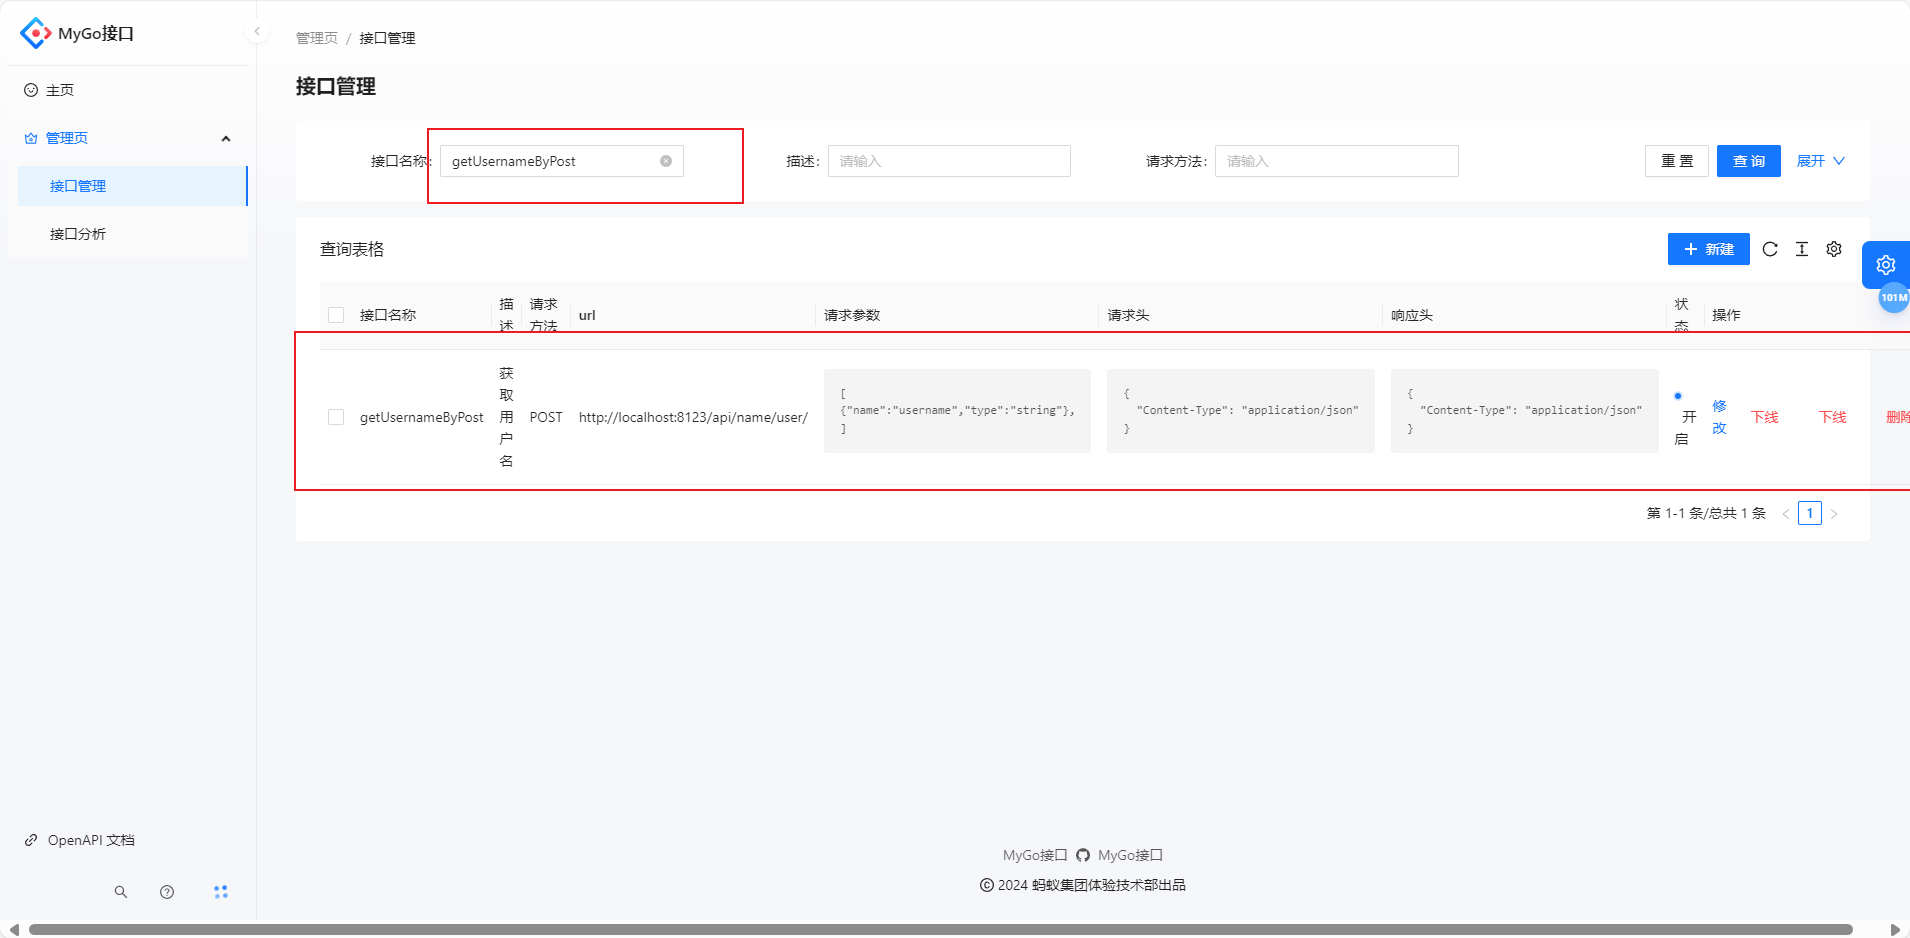 MyGo接口
主页
管理页
接口管理
接口分析
OpenAPI 文档
管理页 / 接口管理
接口管理
接口名称: getUsernameByPost
描述: 请输入
请求方法: 请输入
重 置
查 询
展开
查询表格
新建
101M
接口名称
描述
请求方法
url
请求参数
请求头
响应头
状态
操作
getUsernameByPost
获取用户名
POST
http://localhost:8123/api/name/user/
[
{"name":"username","type":"string"},
]
{
"Content-Type": "application/json"
}
{
"Content-Type": "application/json"
}
开启
修改
下线
下线
删除
第 1-1 条/总共 1 条
1
MyGo接口 MyGo接口
© 2024 蚂蚁集团体验技术部出品